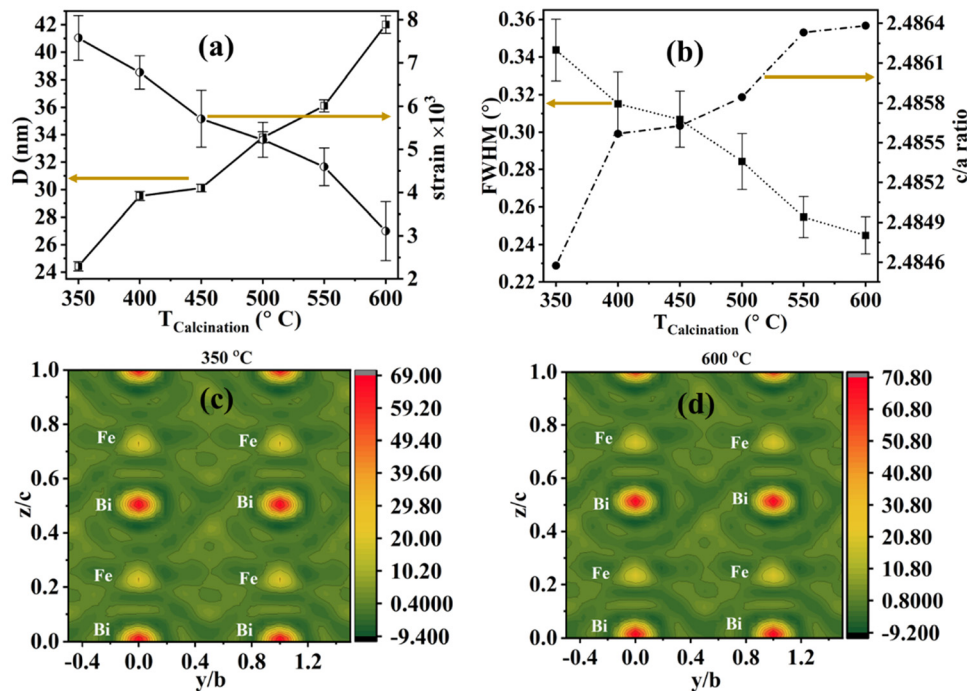 (a)
D (nm)
42
40
38
36
34
32
30
28
26
24
8
7
6
5
4
3
2
strain ×10³
350 400 450 500 550 600
T_Calcination (° C)
(b)
FWHM (°)
0.36
0.34
0.32
0.30
0.28
0.26
0.24
0.22
2.4864
2.4861
2.4858
2.4855
2.4852
2.4849
2.4846
c/a ratio
350 400 450 500 550 600
T_Calcination (° C)
350 °C
(c)
z/c
1.0
0.8
0.6
0.4
0.2
0.0
Fe Fe
Bi Bi
Fe Fe
Bi Bi
-0.4 0.0 0.4 0.8 1.2
y/b
69.00
59.20
49.40
39.60
29.80
20.00
10.20
0.4000
-9.400
600 °C
(d)
z/c
1.0
0.8
0.6
0.4
0.2
0.0
Fe Fe
Bi Bi
Fe Fe
Bi Bi
-0.4 0.0 0.4 0.8 1.2
y/b
70.80
60.80
50.80
40.80
30.80
20.80
10.80
0.8000
-9.200